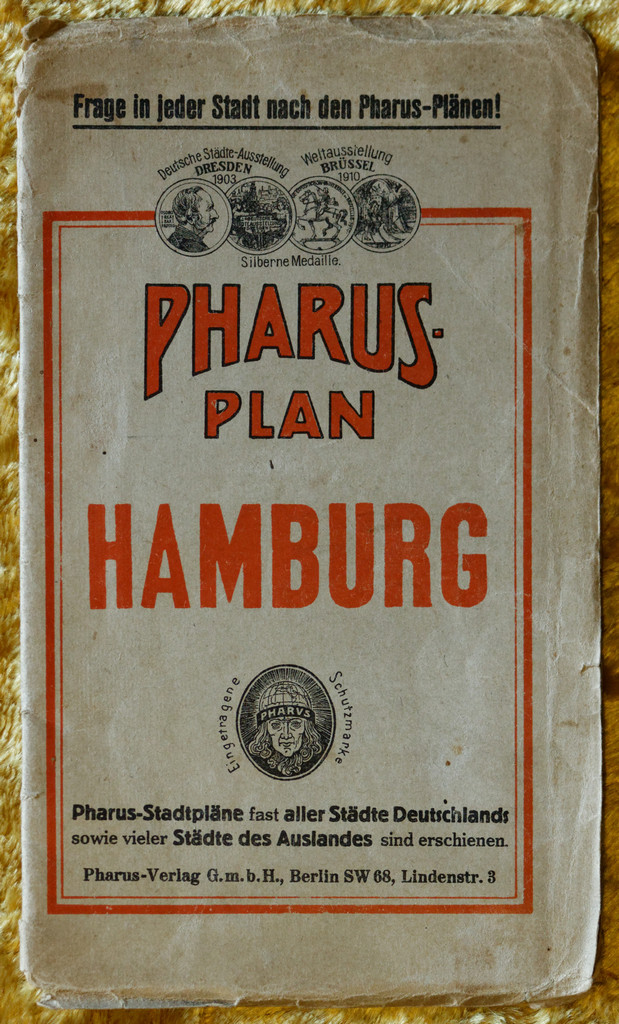 Frage in jeder Stadt nach den Pharus-Plänen!
Deutsche Städte-Ausstellung
DRESDEN
1903
Weltausstellung
BRÜSSEL
1910
Silberne Medaille.
PHARUS-
PLAN
HAMBURG
Eingetragene
PHARVS
Schutzmarke
Pharus-Stadtpläne fast aller Städte Deutschlands
sowie vieler Städte des Auslandes sind erschienen.
Pharus-Verlag G.m.b.H., Berlin SW 68, Lindenstr. 3